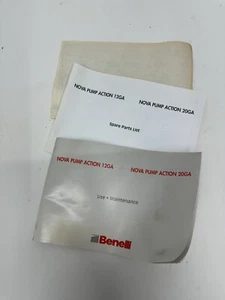 NOVA PUMP ACTION 12GA
NOVA PUMP ACTION 20GA
Spare Parts List
NOVA PUMP ACTION 12GA
NOVA PUMP ACTION 20GA
Use - maintenance
Benelli